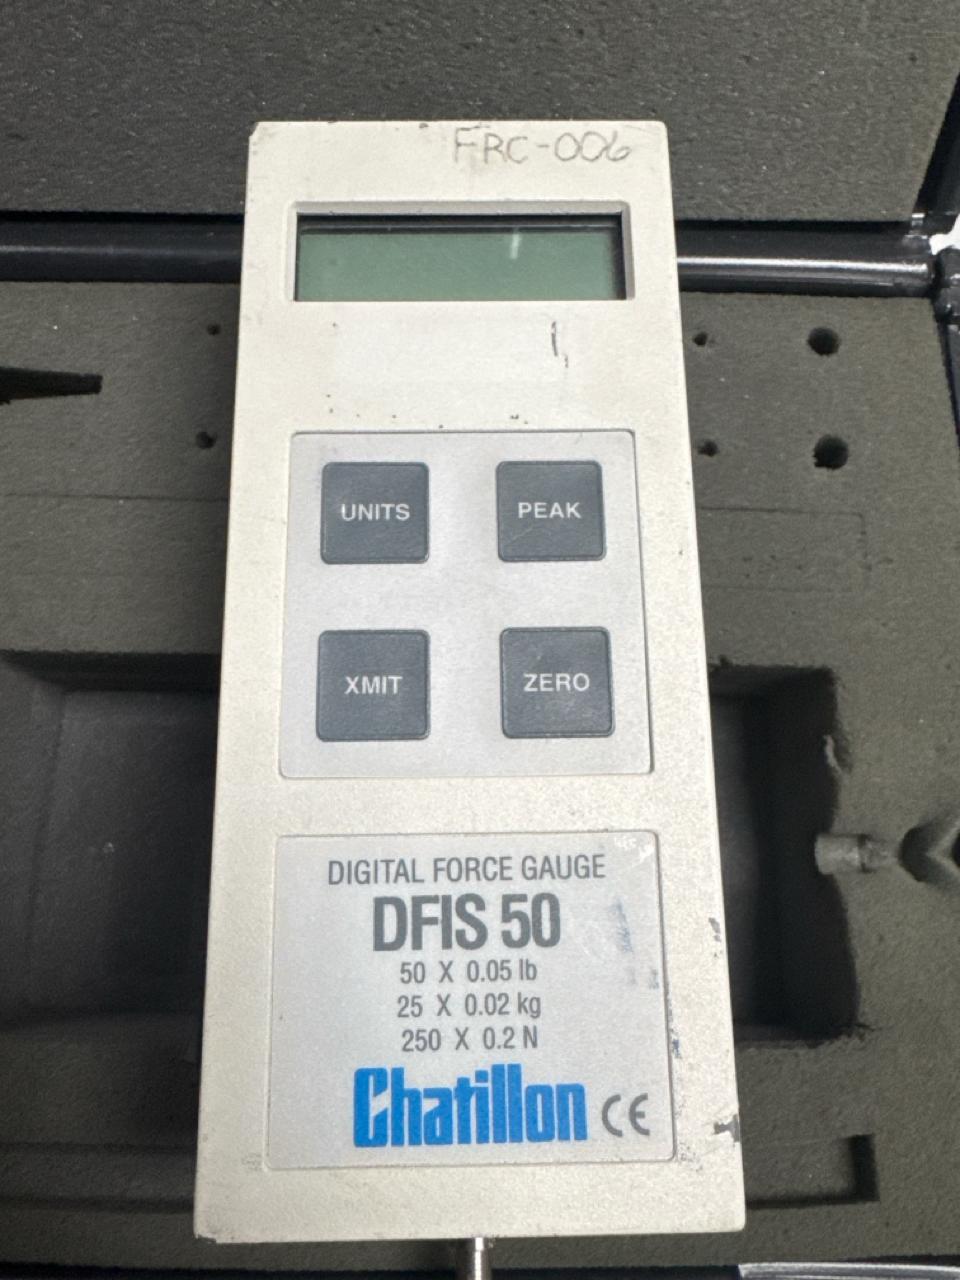 FRC-006
UNITS
PEAK
XMIT
ZERO
DIGITAL FORCE GAUGE
DFIS 50
50 X 0.05 lb
25 X 0.02 kg
250 X 0.2 N
Chatillon CE